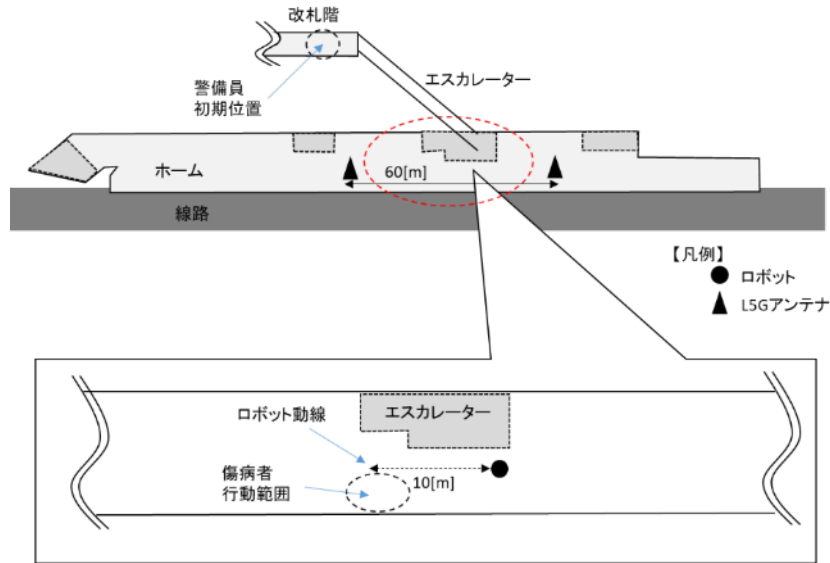 改札階
警備員
初期位置
エスカレーター
ホーム
60[m]
線路
【凡例】
ロボット
L5Gアンテナ
ロボット動線
エスカレーター
傷病者
行動範囲
10[m]